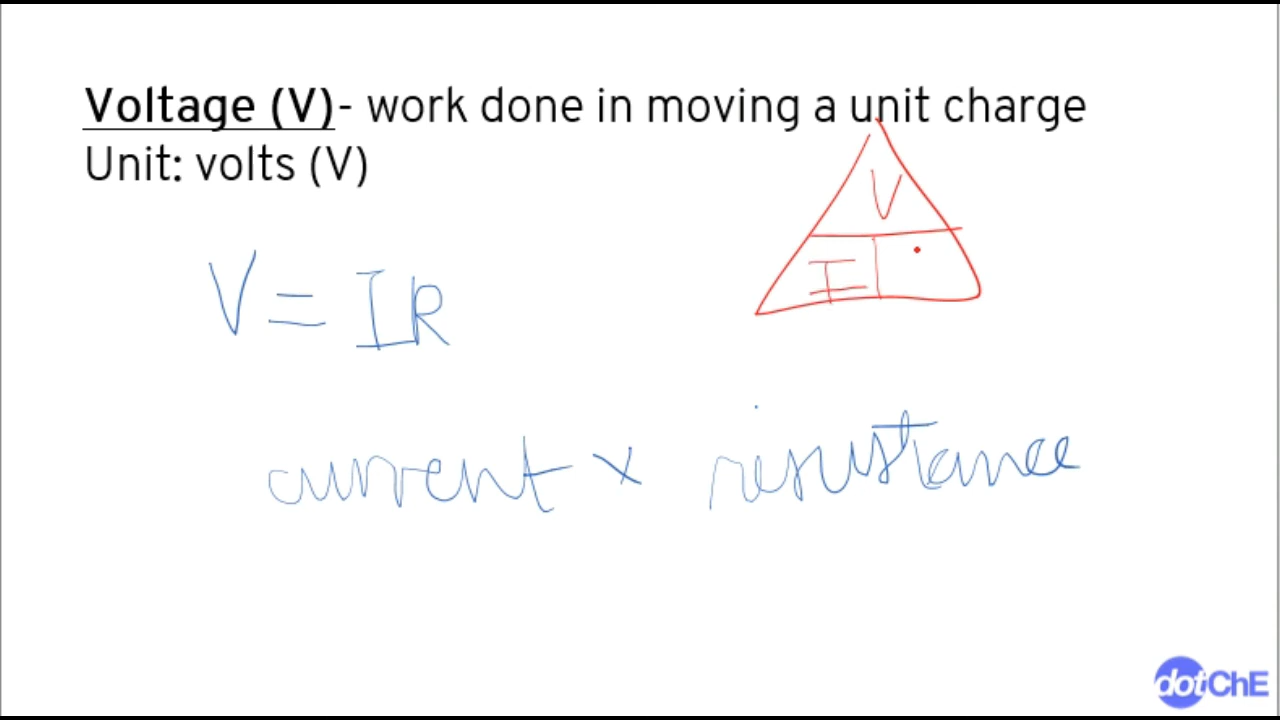 Voltage (V)- work done in moving a unit charge
Unit: volts (V)
V
I
V = IR
current x resistance
dotChE